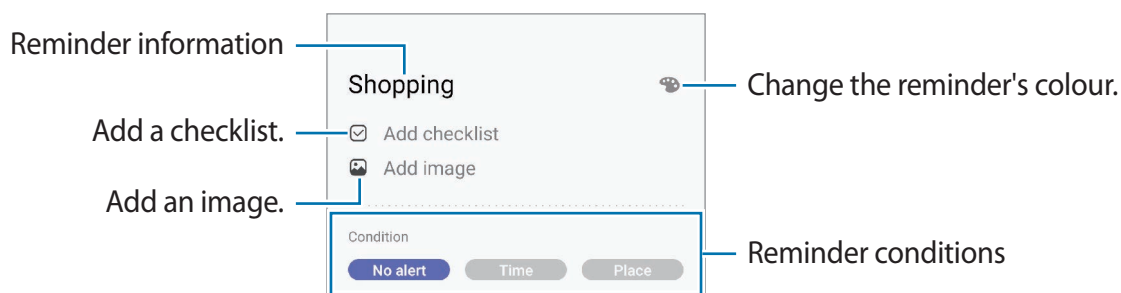 Reminder information
Shopping
Change the reminder's colour.
Add a checklist.
Add checklist
Add image
Add an image.
Condition
Reminder conditions
No alert Time Place